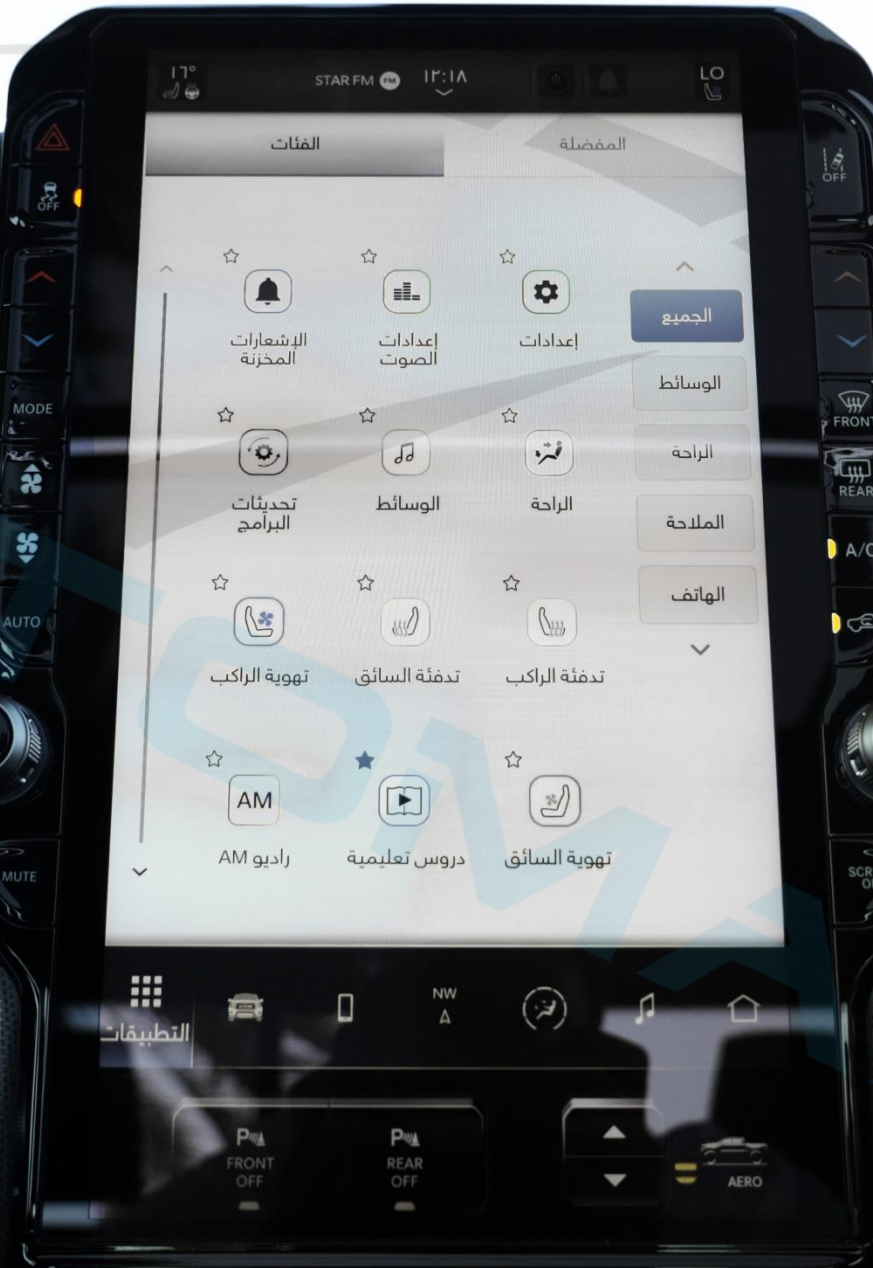 ١٦°
STAR FM FM
١٢:١٨
LO
المفضلة
الفئات
OFF
OFF
MODE
AUTO
MUTE
FRONT
REAR
A/C
الجميع
الوسائط
الراحة
الملاحة
الهاتف
إعدادات
إعدادات
الصوت
الإشعارات
المخزنة
الراحة
الوسائط
تحديثات
البرامج
تدفئة الراكب
تدفئة السائق
تهوية الراكب
تهوية السائق
دروس تعليمية
AM
راديو AM
NW
التطبيقات
P
FRONT
OFF
P
REAR
OFF
AERO